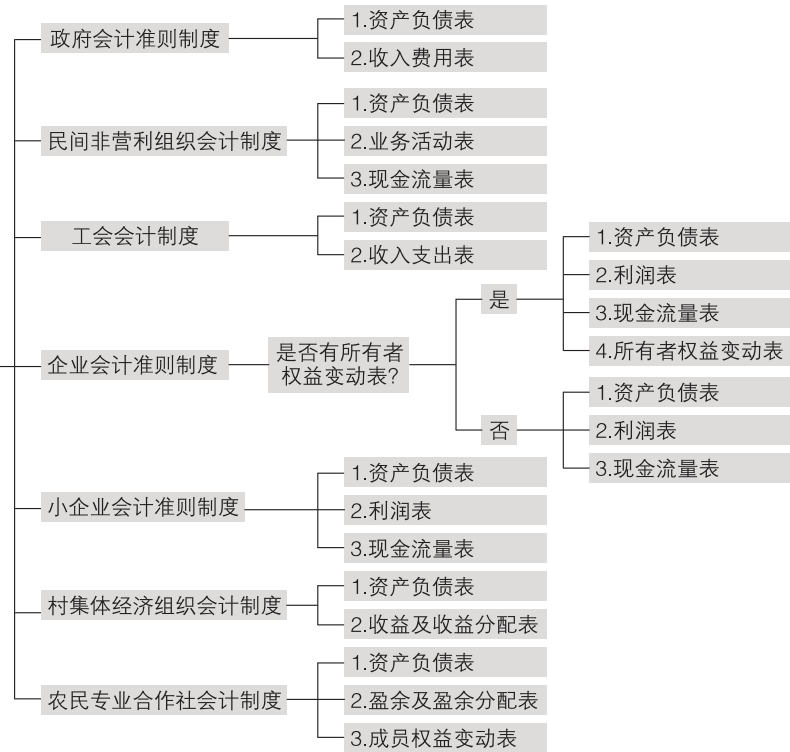 政府会计准则制度
1.资产负债表
2.收入费用表
民间非营利组织会计制度
1.资产负债表
2.业务活动表
3.现金流量表
工会会计制度
1.资产负债表
2.收入支出表
企业会计准则制度
是否有所有者
权益变动表?
是
1.资产负债表
2.利润表
3.现金流量表
4.所有者权益变动表
否
1.资产负债表
2.利润表
3.现金流量表
小企业会计准则制度
1.资产负债表
2.利润表
3.现金流量表
村集体经济组织会计制度
1.资产负债表
2.收益及收益分配表
农民专业合作社会计制度
1.资产负债表
2.盈余及盈余分配表
3.成员权益变动表